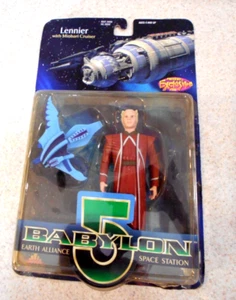 Lennier
with Minbari Cruiser
BABYLON
5
EARTH ALLIANCE
SPACE STATION